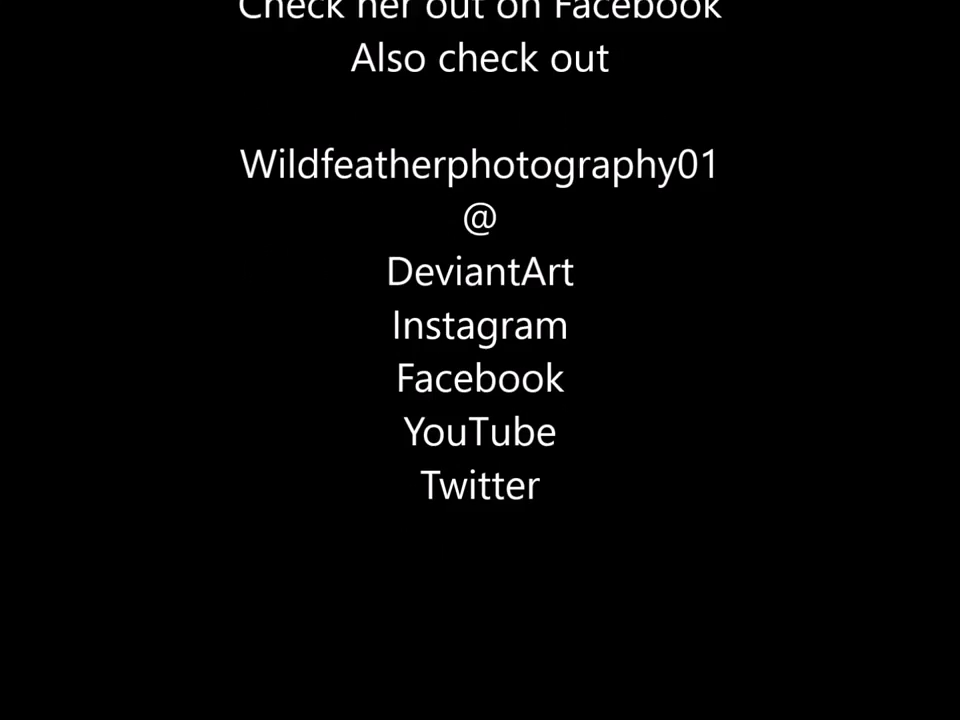 Check her out on Facebook
Also check out
Wildfeatherphotography01
@
DeviantArt
Instagram
Facebook
YouTube
Twitter